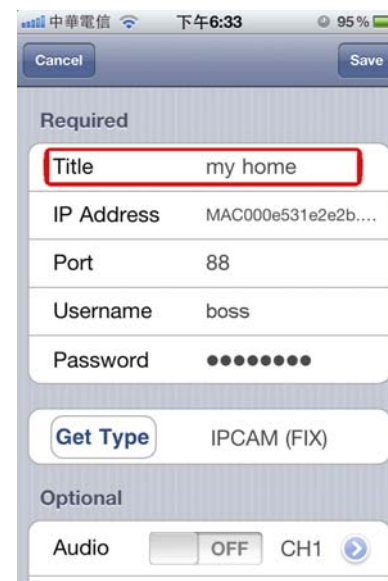 中華電信 下午6:33 95%
Cancel Save
Required
Title my home
IP Address MAC000e531e2e2b....
Port 88
Username boss
Password ●●●●●●●●
Get Type IPCAM (FIX)
Optional
Audio OFF CH1